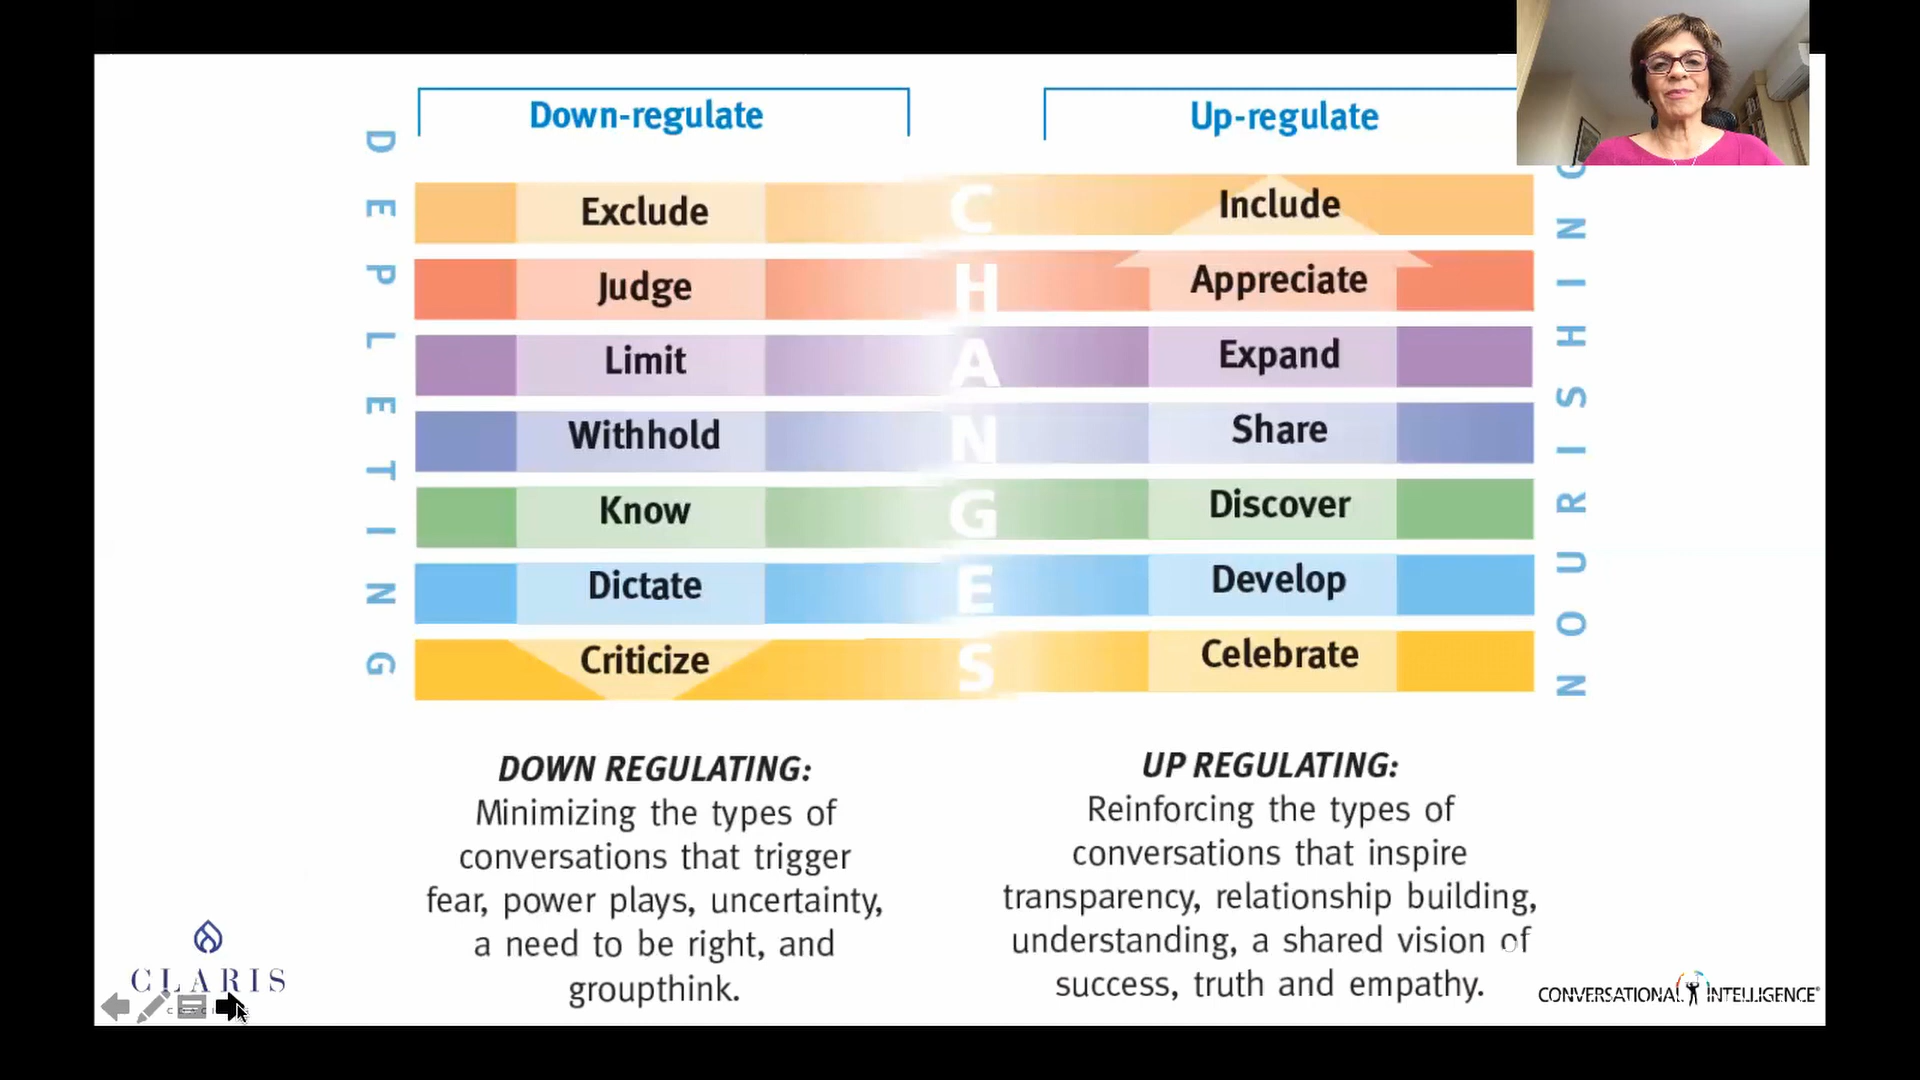 Down-regulate
Up-regulate
DEPLETING
Exclude
C
Include
Judge
H
Appreciate
Limit
A
Expand
Withhold
N
Share
Know
G
Discover
Dictate
E
Develop
Criticize
S
Celebrate
NOURISHING
DOWN REGULATING:
Minimizing the types of
conversations that trigger
fear, power plays, uncertainty,
a need to be right, and
groupthink.
UP REGULATING:
Reinforcing the types of
conversations that inspire
transparency, relationship building,
understanding, a shared vision of
success, truth and empathy.
CLARIS
CONVERSATIONAL INTELLIGENCE®